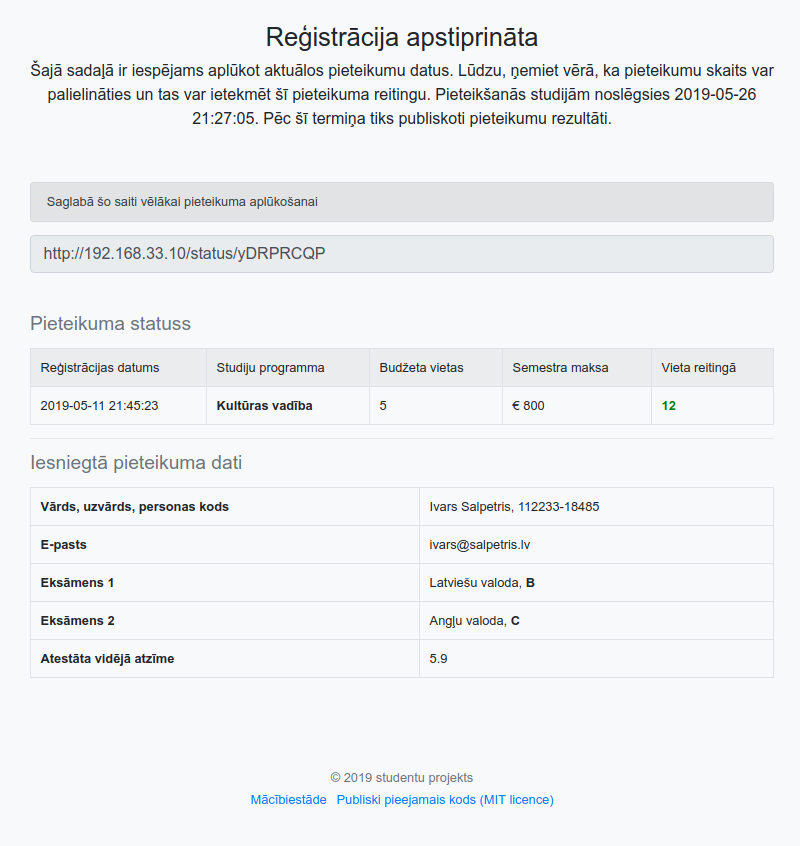 Reģistrācija apstiprināta
Šajā sadaļā ir iespējams aplūkot aktuālos pieteikumu datus. Lūdzu, ņemiet vērā, ka pieteikumu skaits var
palielināties un tas var ietekmēt šī pieteikuma reitingu. Pieteikšanās studijām noslēgsies 2019-05-26
21:27:05. Pēc šī termiņa tiks publiskoti pieteikumu rezultāti.
Saglabā šo saiti vēlākai pieteikuma aplūkošanai
http://192.168.33.10/status/yDRPRCQP
Pieteikuma statuss
Reģistrācijas datums Studiju programma Budžeta vietas Semestra maksa Vieta reitingā
2019-05-11 21:45:23 Kultūras vadība 5 € 800 12
Iesniegtā pieteikuma dati
Vārds, uzvārds, personas kods Ivars Salpetris, 112233-18485
E-pasts ivars@salpetris.lv
Eksāmens 1 Latviešu valoda, B
Eksāmens 2 Angļu valoda, C
Atestāta vidējā atzīme 5.9
© 2019 studentu projekts
Mācībiestāde Publiski pieejamais kods (MIT licence)